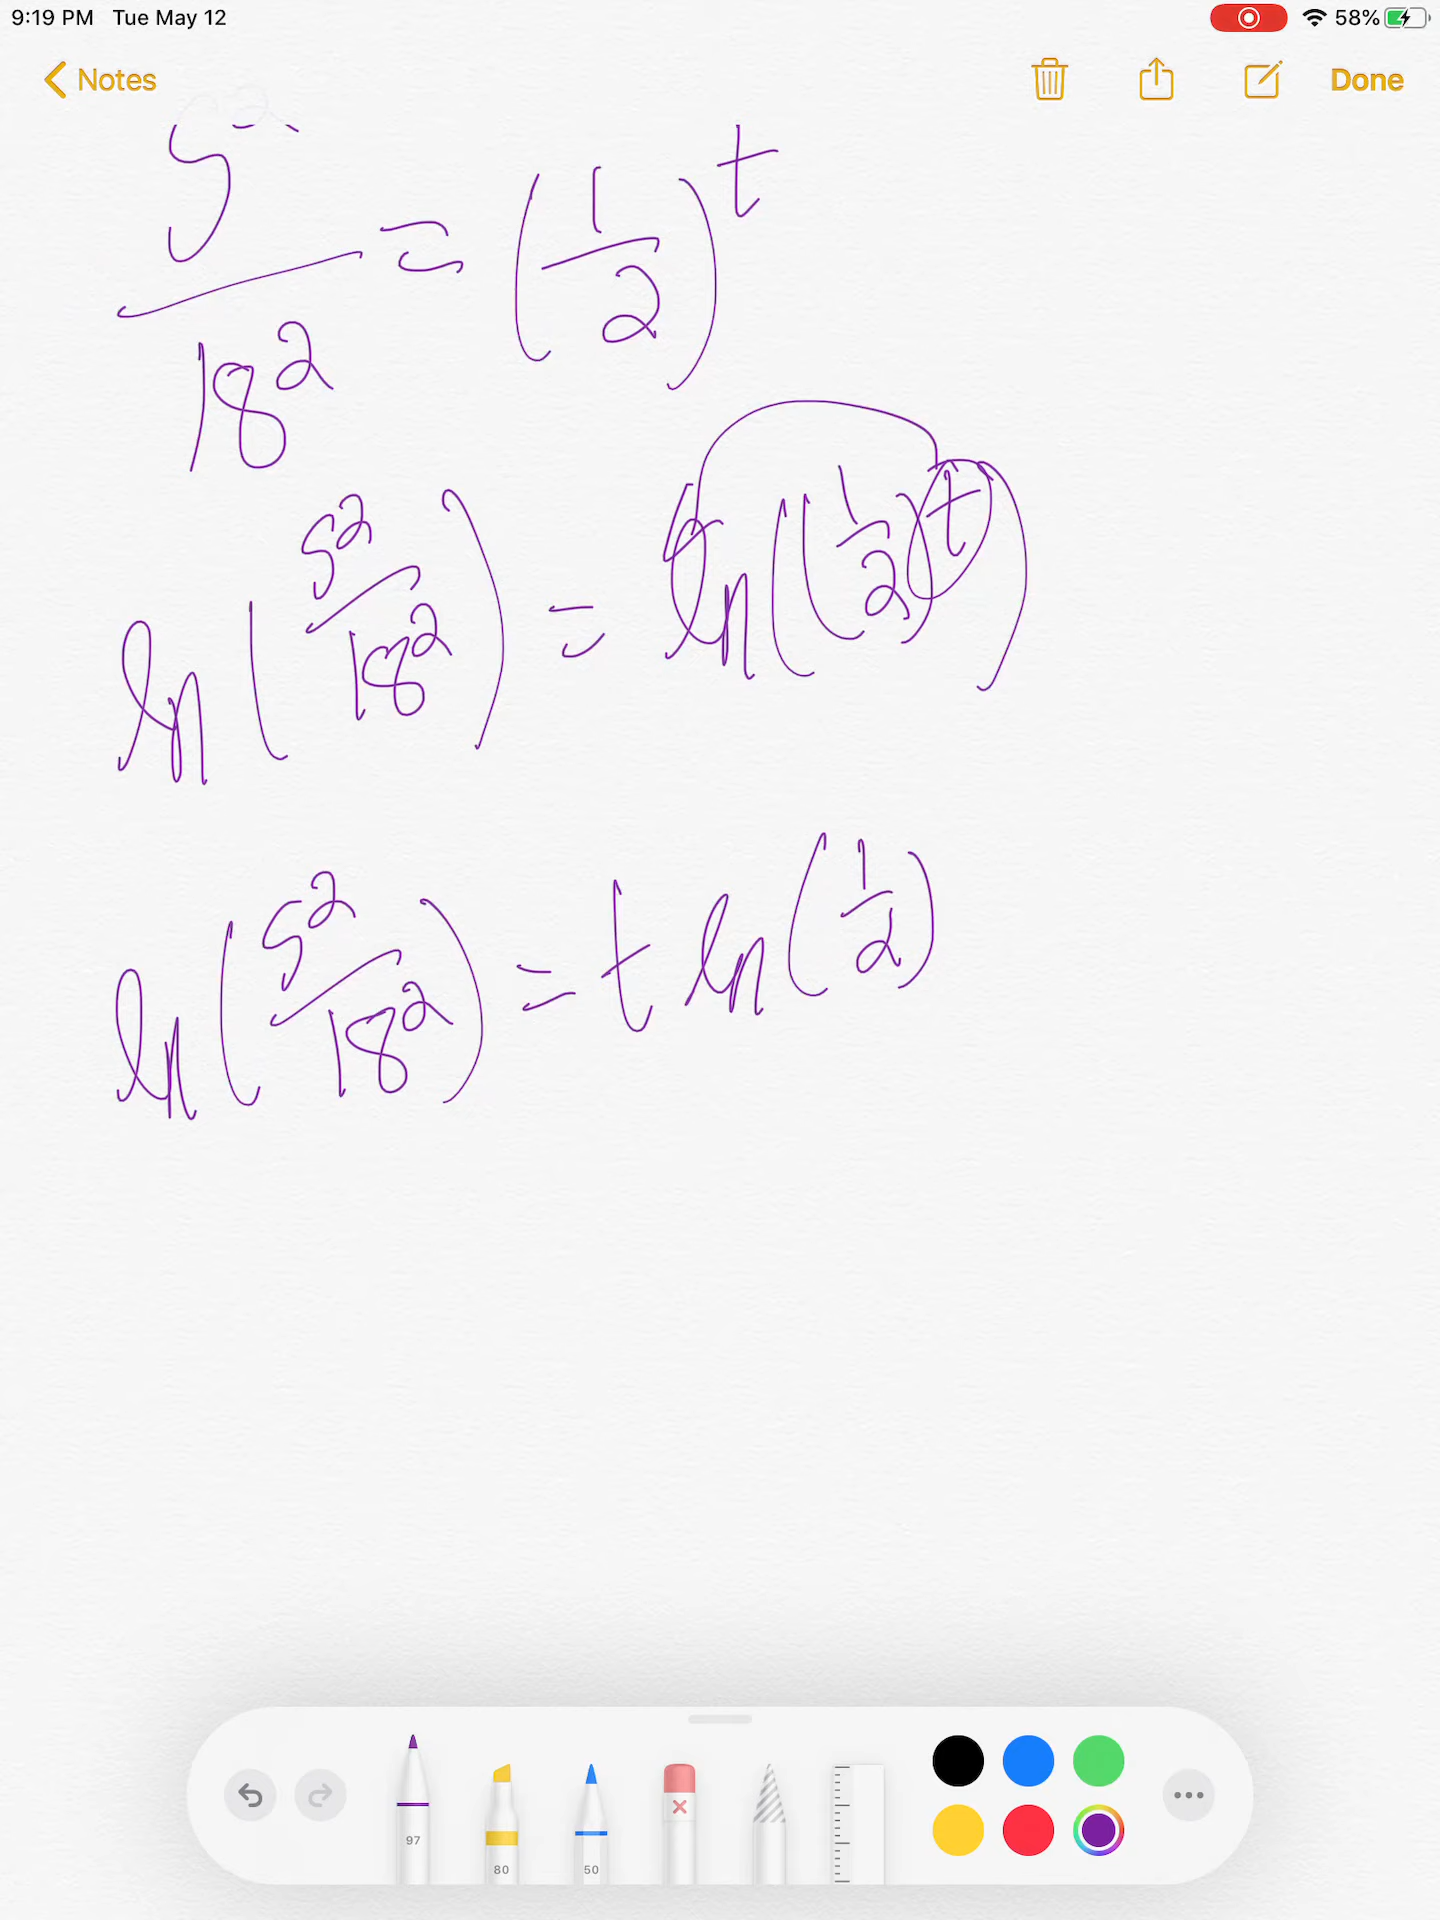 9:19 PM Tue May 12 58%
Notes Done
5²/18² = (1/2)^t
ln(5²/18²) = ln((1/2)^t)
ln(5²/18²) = t ln(1/2)
97 80 50